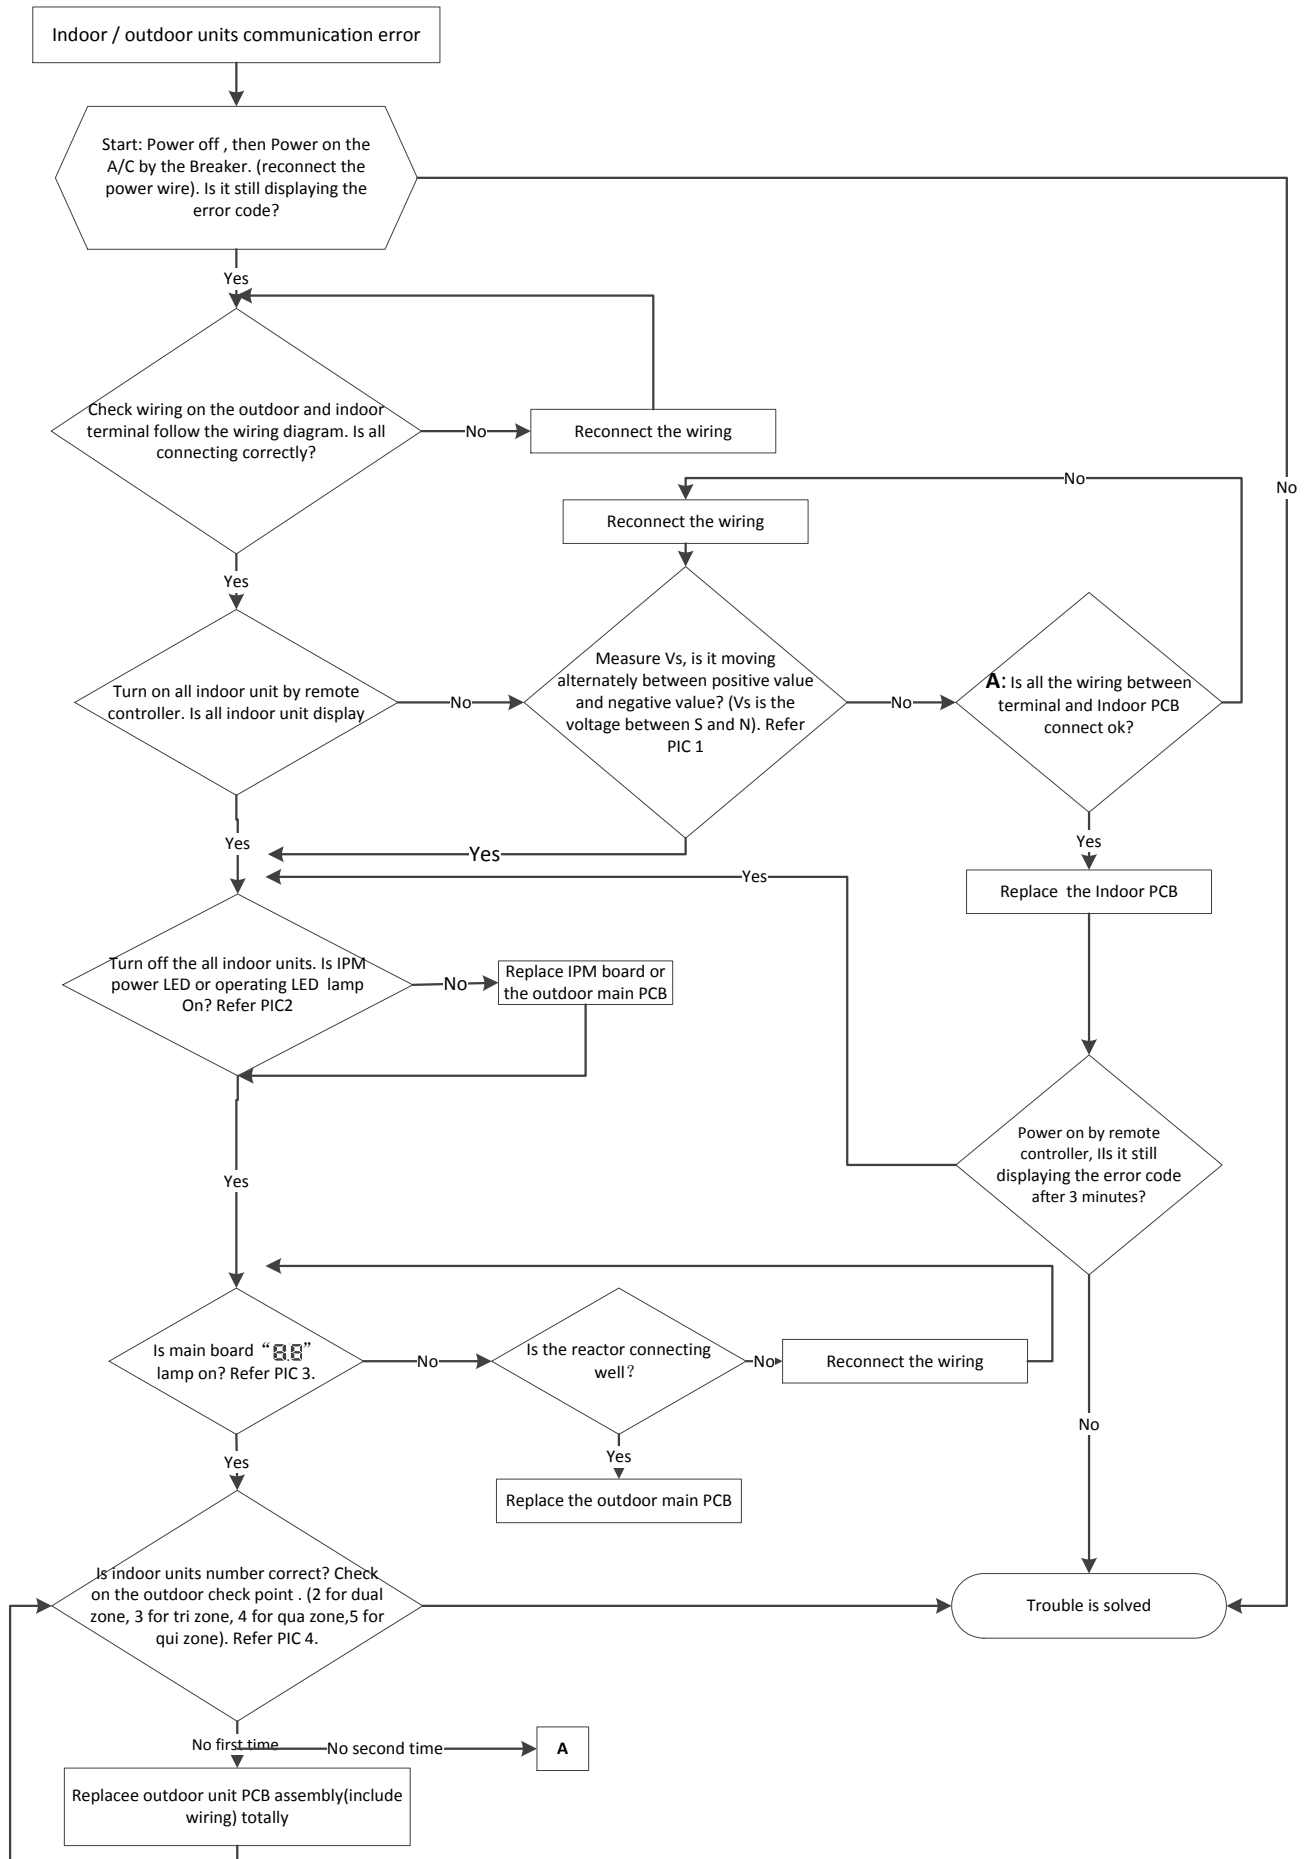 Indoor / outdoor units communication error
Start: Power off , then Power on the
A/C by the Breaker. (reconnect the
power wire). Is it still displaying the
error code?
Yes
Check wiring on the outdoor and indoor
terminal follow the wiring diagram. Is all
connecting correctly?
No
Reconnect the wiring
No
No
Reconnect the wiring
Yes
Turn on all indoor unit by remote
controller. Is all indoor unit display
No
Measure Vs, is it moving
alternately between positive value
and negative value? (Vs is the
voltage between S and N). Refer
PIC 1
No
A: Is all the wiring between
terminal and Indoor PCB
connect ok?
Yes
Yes
Yes
Yes
Replace the Indoor PCB
Turn off the all indoor units. Is IPM
power LED or operating LED lamp
On? Refer PIC2
No
Replace IPM board or
the outdoor main PCB
Power on by remote
controller, IIs it still
displaying the error code
after 3 minutes?
Yes
Is main board “8.8”
lamp on? Refer PIC 3.
No
Is the reactor connecting
well?
No
Reconnect the wiring
No
Yes
Yes
Replace the outdoor main PCB
Is indoor units number correct? Check
on the outdoor check point . (2 for dual
zone, 3 for tri zone, 4 for qua zone,5 for
qui zone). Refer PIC 4.
Trouble is solved
No first time
No second time
A
Replacee outdoor unit PCB assembly(include
wiring) totally